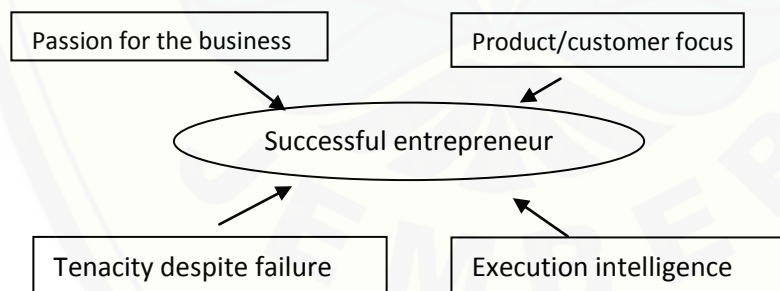 Passion for the business
Product/customer focus
Successful entrepreneur
Tenacity despite failure
Execution intelligence